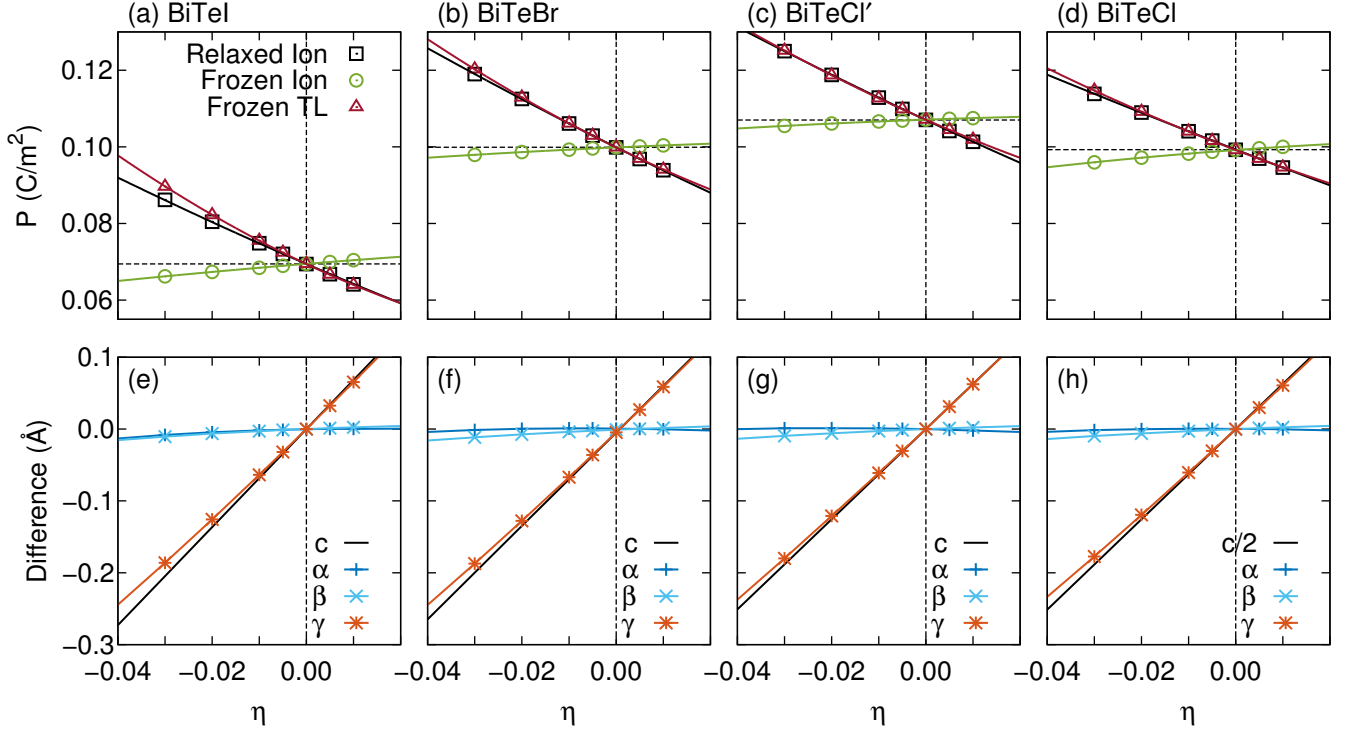 (a) BiTeI
(b) BiTeBr
(c) BiTeCl′
(d) BiTeCl
Relaxed Ion
Frozen Ion
Frozen TL
P (C/m²)
0.12
0.10
0.08
0.06
(e)
(f)
(g)
(h)
Difference (Å)
0.1
0.0
−0.1
−0.2
−0.3
c
α
β
γ
c
α
β
γ
c
α
β
γ
c/2
α
β
γ
−0.04 −0.02 0.00
−0.04 −0.02 0.00
−0.04 −0.02 0.00
−0.04 −0.02 0.00
η
η
η
η